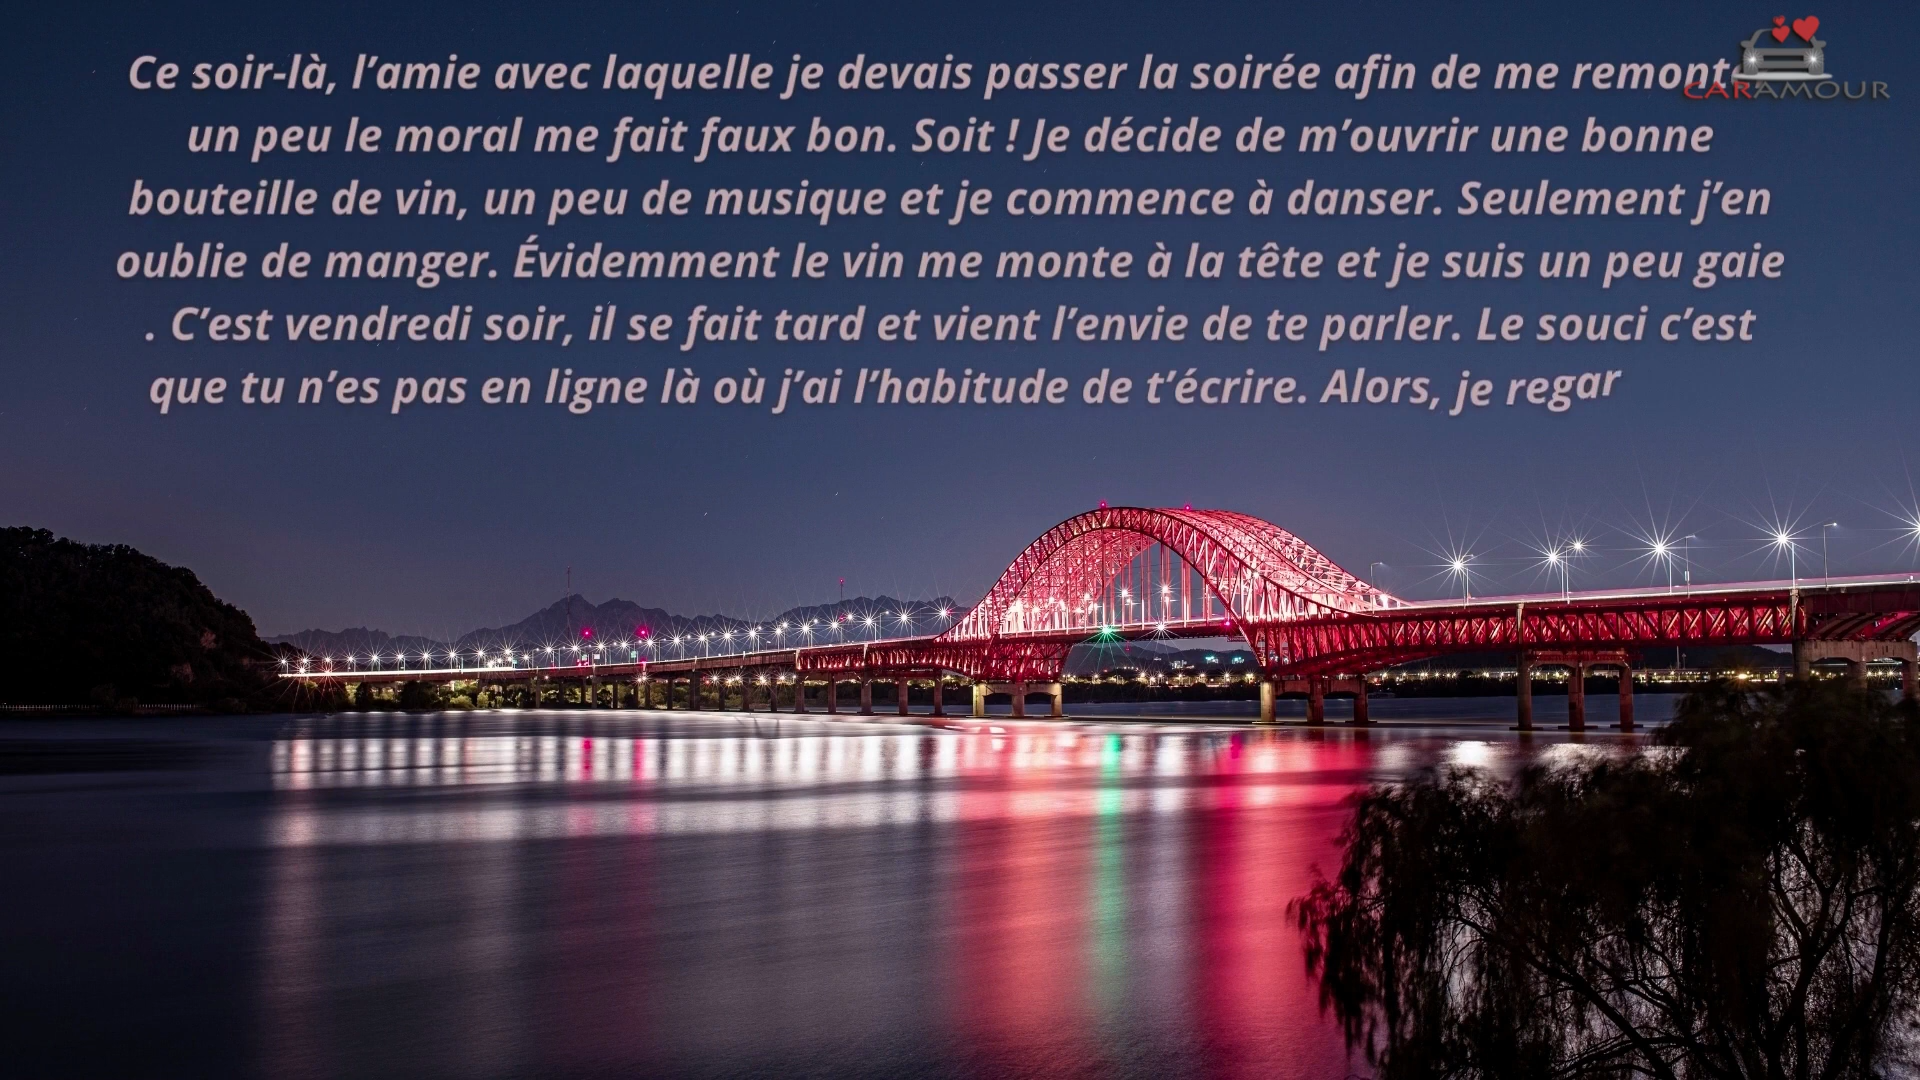 Ce soir-là, l’amie avec laquelle je devais passer la soirée afin de me remont
un peu le moral me fait faux bon. Soit ! Je décide de m’ouvrir une bonne
bouteille de vin, un peu de musique et je commence à danser. Seulement j’en
oublie de manger. Évidemment le vin me monte à la tête et je suis un peu gaie
. C’est vendredi soir, il se fait tard et vient l’envie de te parler. Le souci c’est
que tu n’es pas en ligne là où j’ai l’habitude de t’écrire. Alors, je regar
CARAMOUR